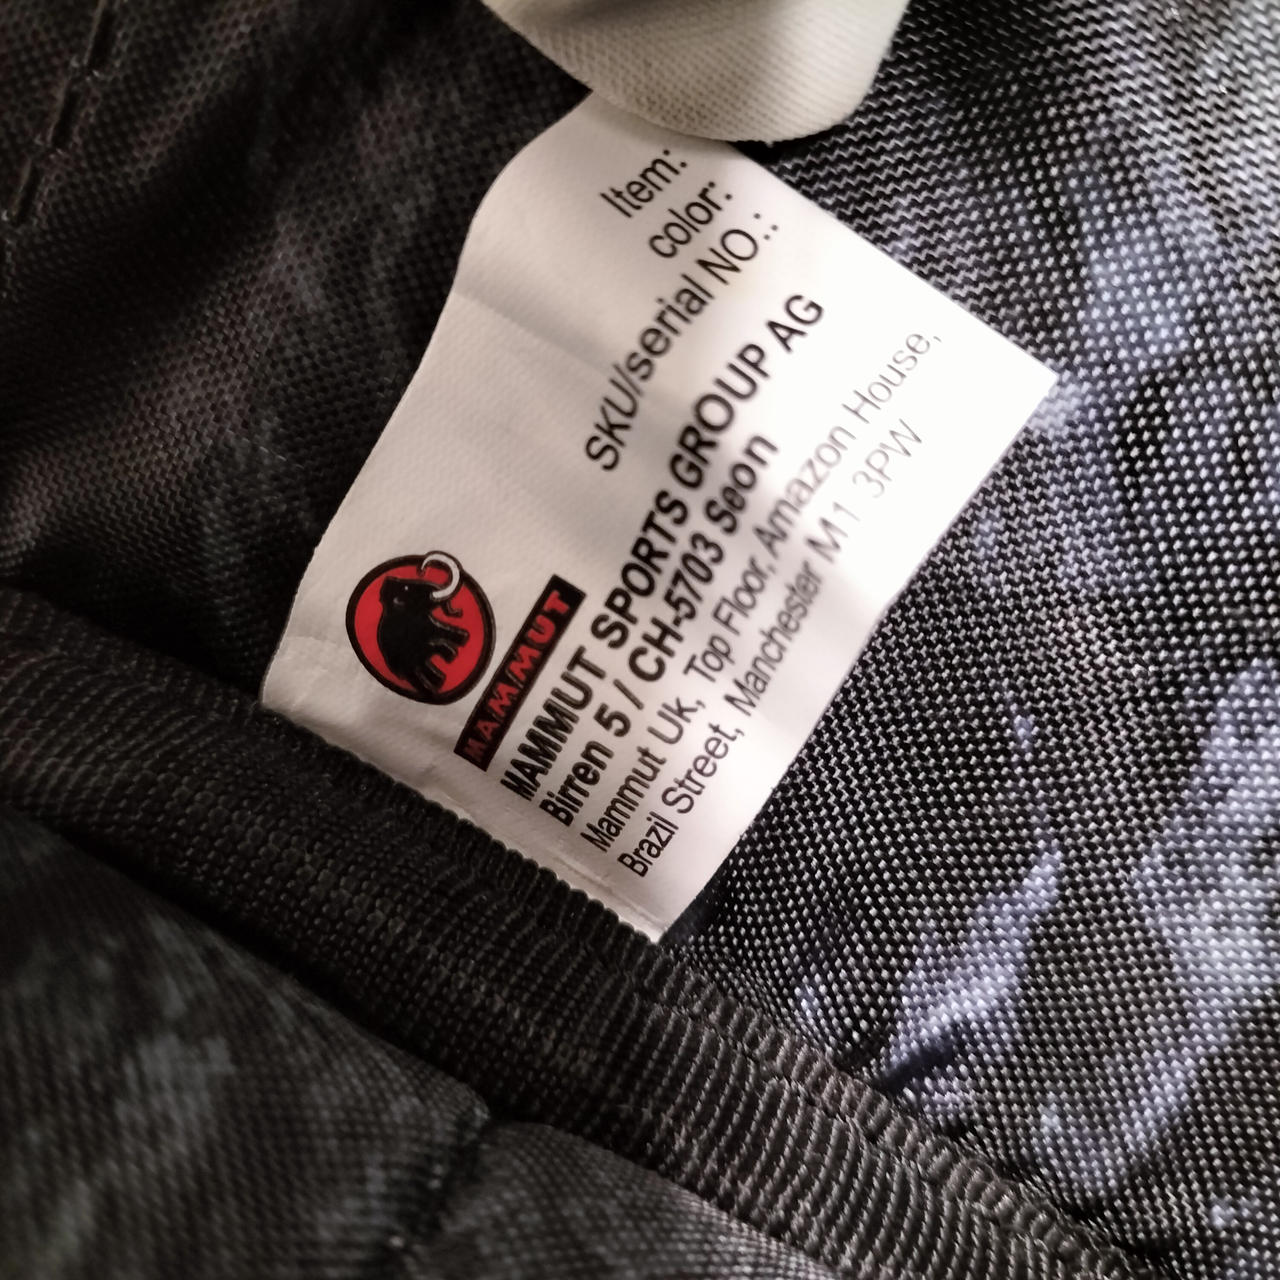 Item:
color:
SKU/serial NO.:
MAMMUT
MAMMUT SPORTS GROUP AG
Birren 5 / CH-5703 Seon
Mammut Uk, Top Floor, Amazon House,
Brazil Street, Manchester M1 3PW